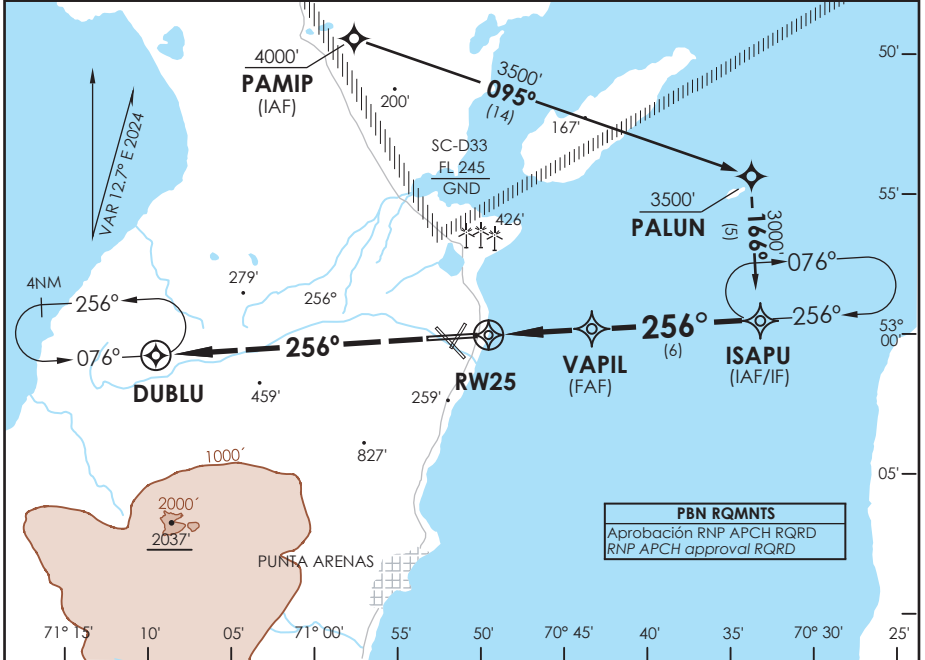 4000'
PAMIP
(IAF)
3500'
095°
(14)
50'
200'
167'
VAR 12.7° E 2024
SC-D33
FL 245
GND
426'
3500'
PALUN
55'
3000'
166°
(5)
076°
256°
4NM
256°
076°
279'
256°
256°
DUBLU
RW25
VAPIL
(FAF)
256°
(6)
ISAPU
(IAF/IF)
53°
00'
459'
259'
827'
1000´
2000´
2037'
05'
PUNTA ARENAS
PBN RQMNTS
Aprobación RNP APCH RQRD
RNP APCH approval RQRD
71° 15' 10' 05' 71° 00' 55' 50' 70° 45' 40' 35' 70° 30' 25'